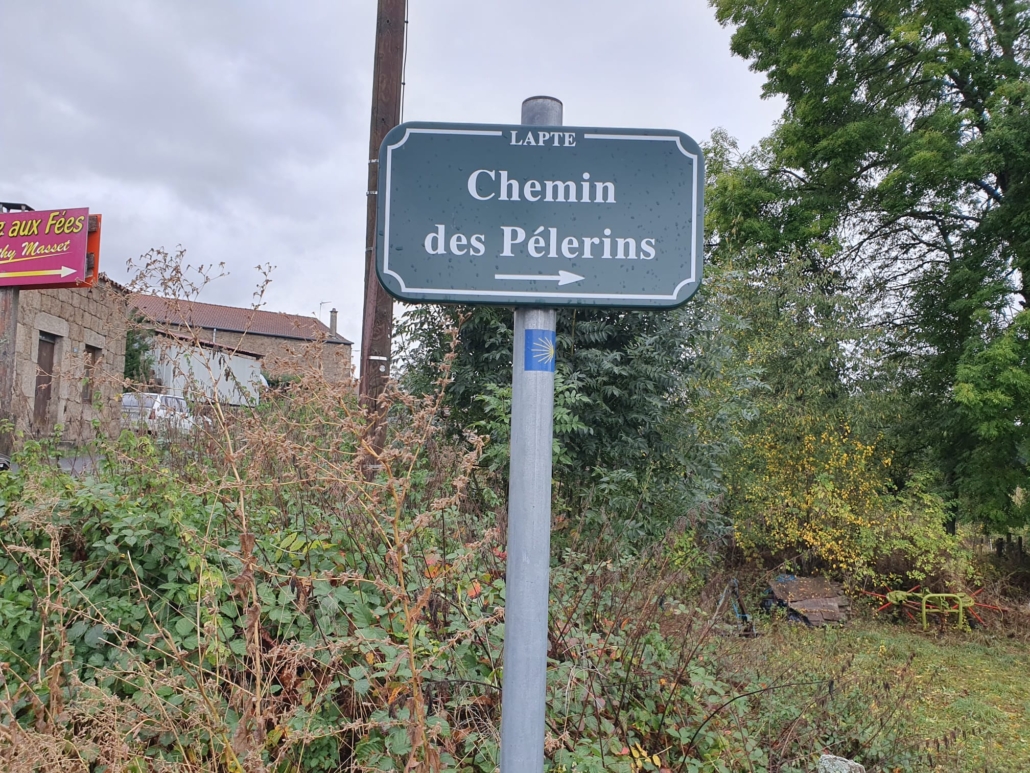 LAPTE
Chemin
des Pélerins
aux Fées
Masset